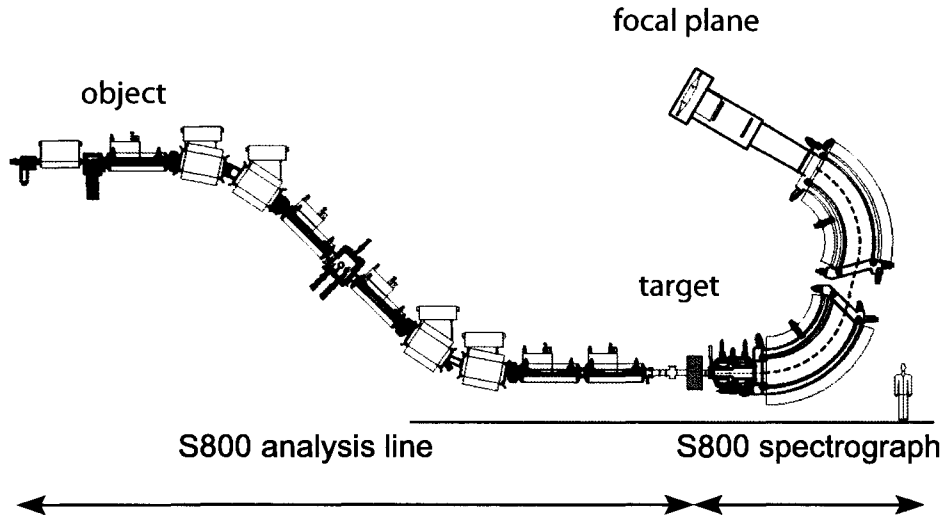 focal plane
object
target
S800 analysis line
S800 spectrograph